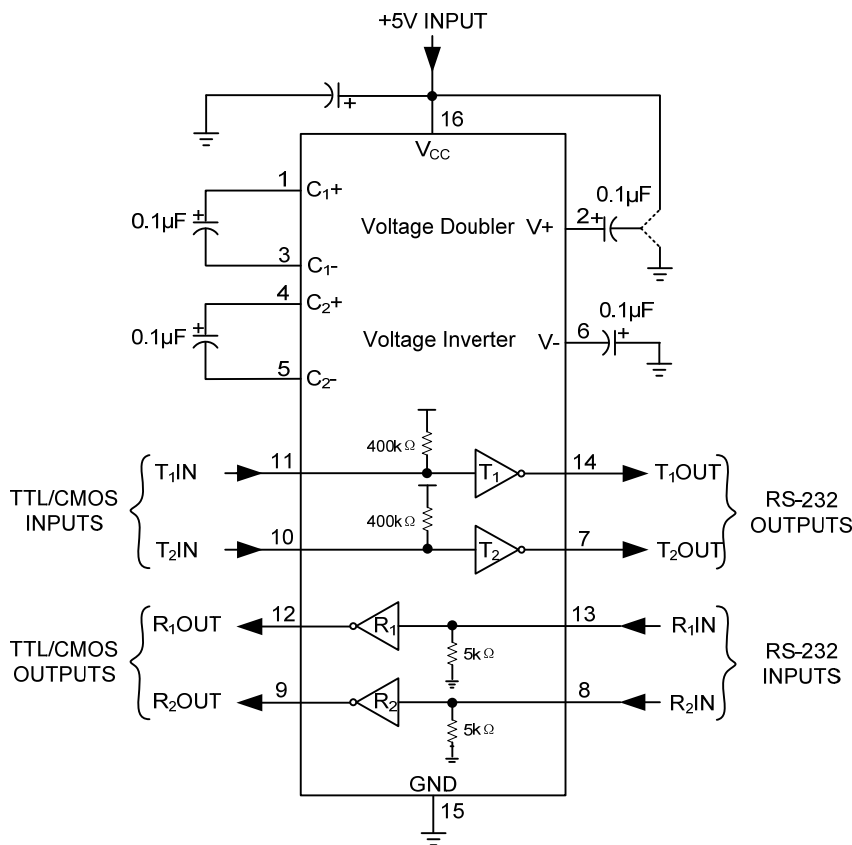 +5V INPUT
+
16
VCC
1
C1+
0.1µF
+
3
C1-
4
C2+
0.1µF
+
5
C2-
Voltage Doubler
V+
2
+
0.1µF
Voltage Inverter
V-
6
0.1µF
+
TTL/CMOS
INPUTS
T1IN
11
400kΩ
T1
14
T1OUT
T2IN
10
400kΩ
T2
7
T2OUT
RS-232
OUTPUTS
TTL/CMOS
OUTPUTS
R1OUT
12
R1
5kΩ
13
R1IN
R2OUT
9
R2
5kΩ
8
R2IN
RS-232
INPUTS
GND
15